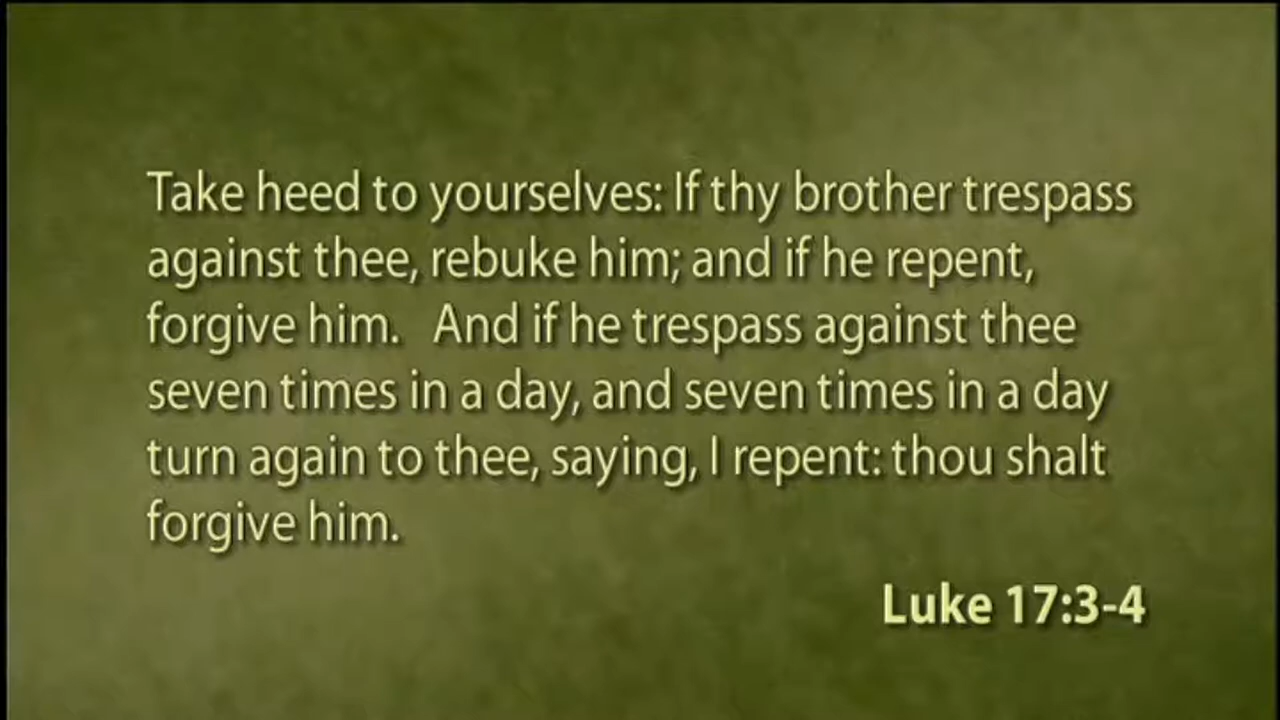 Take heed to yourselves: If thy brother trespass
against thee, rebuke him; and if he repent,
forgive him.   And if he trespass against thee
seven times in a day, and seven times in a day
turn again to thee, saying, I repent: thou shalt
forgive him.
Luke 17:3-4